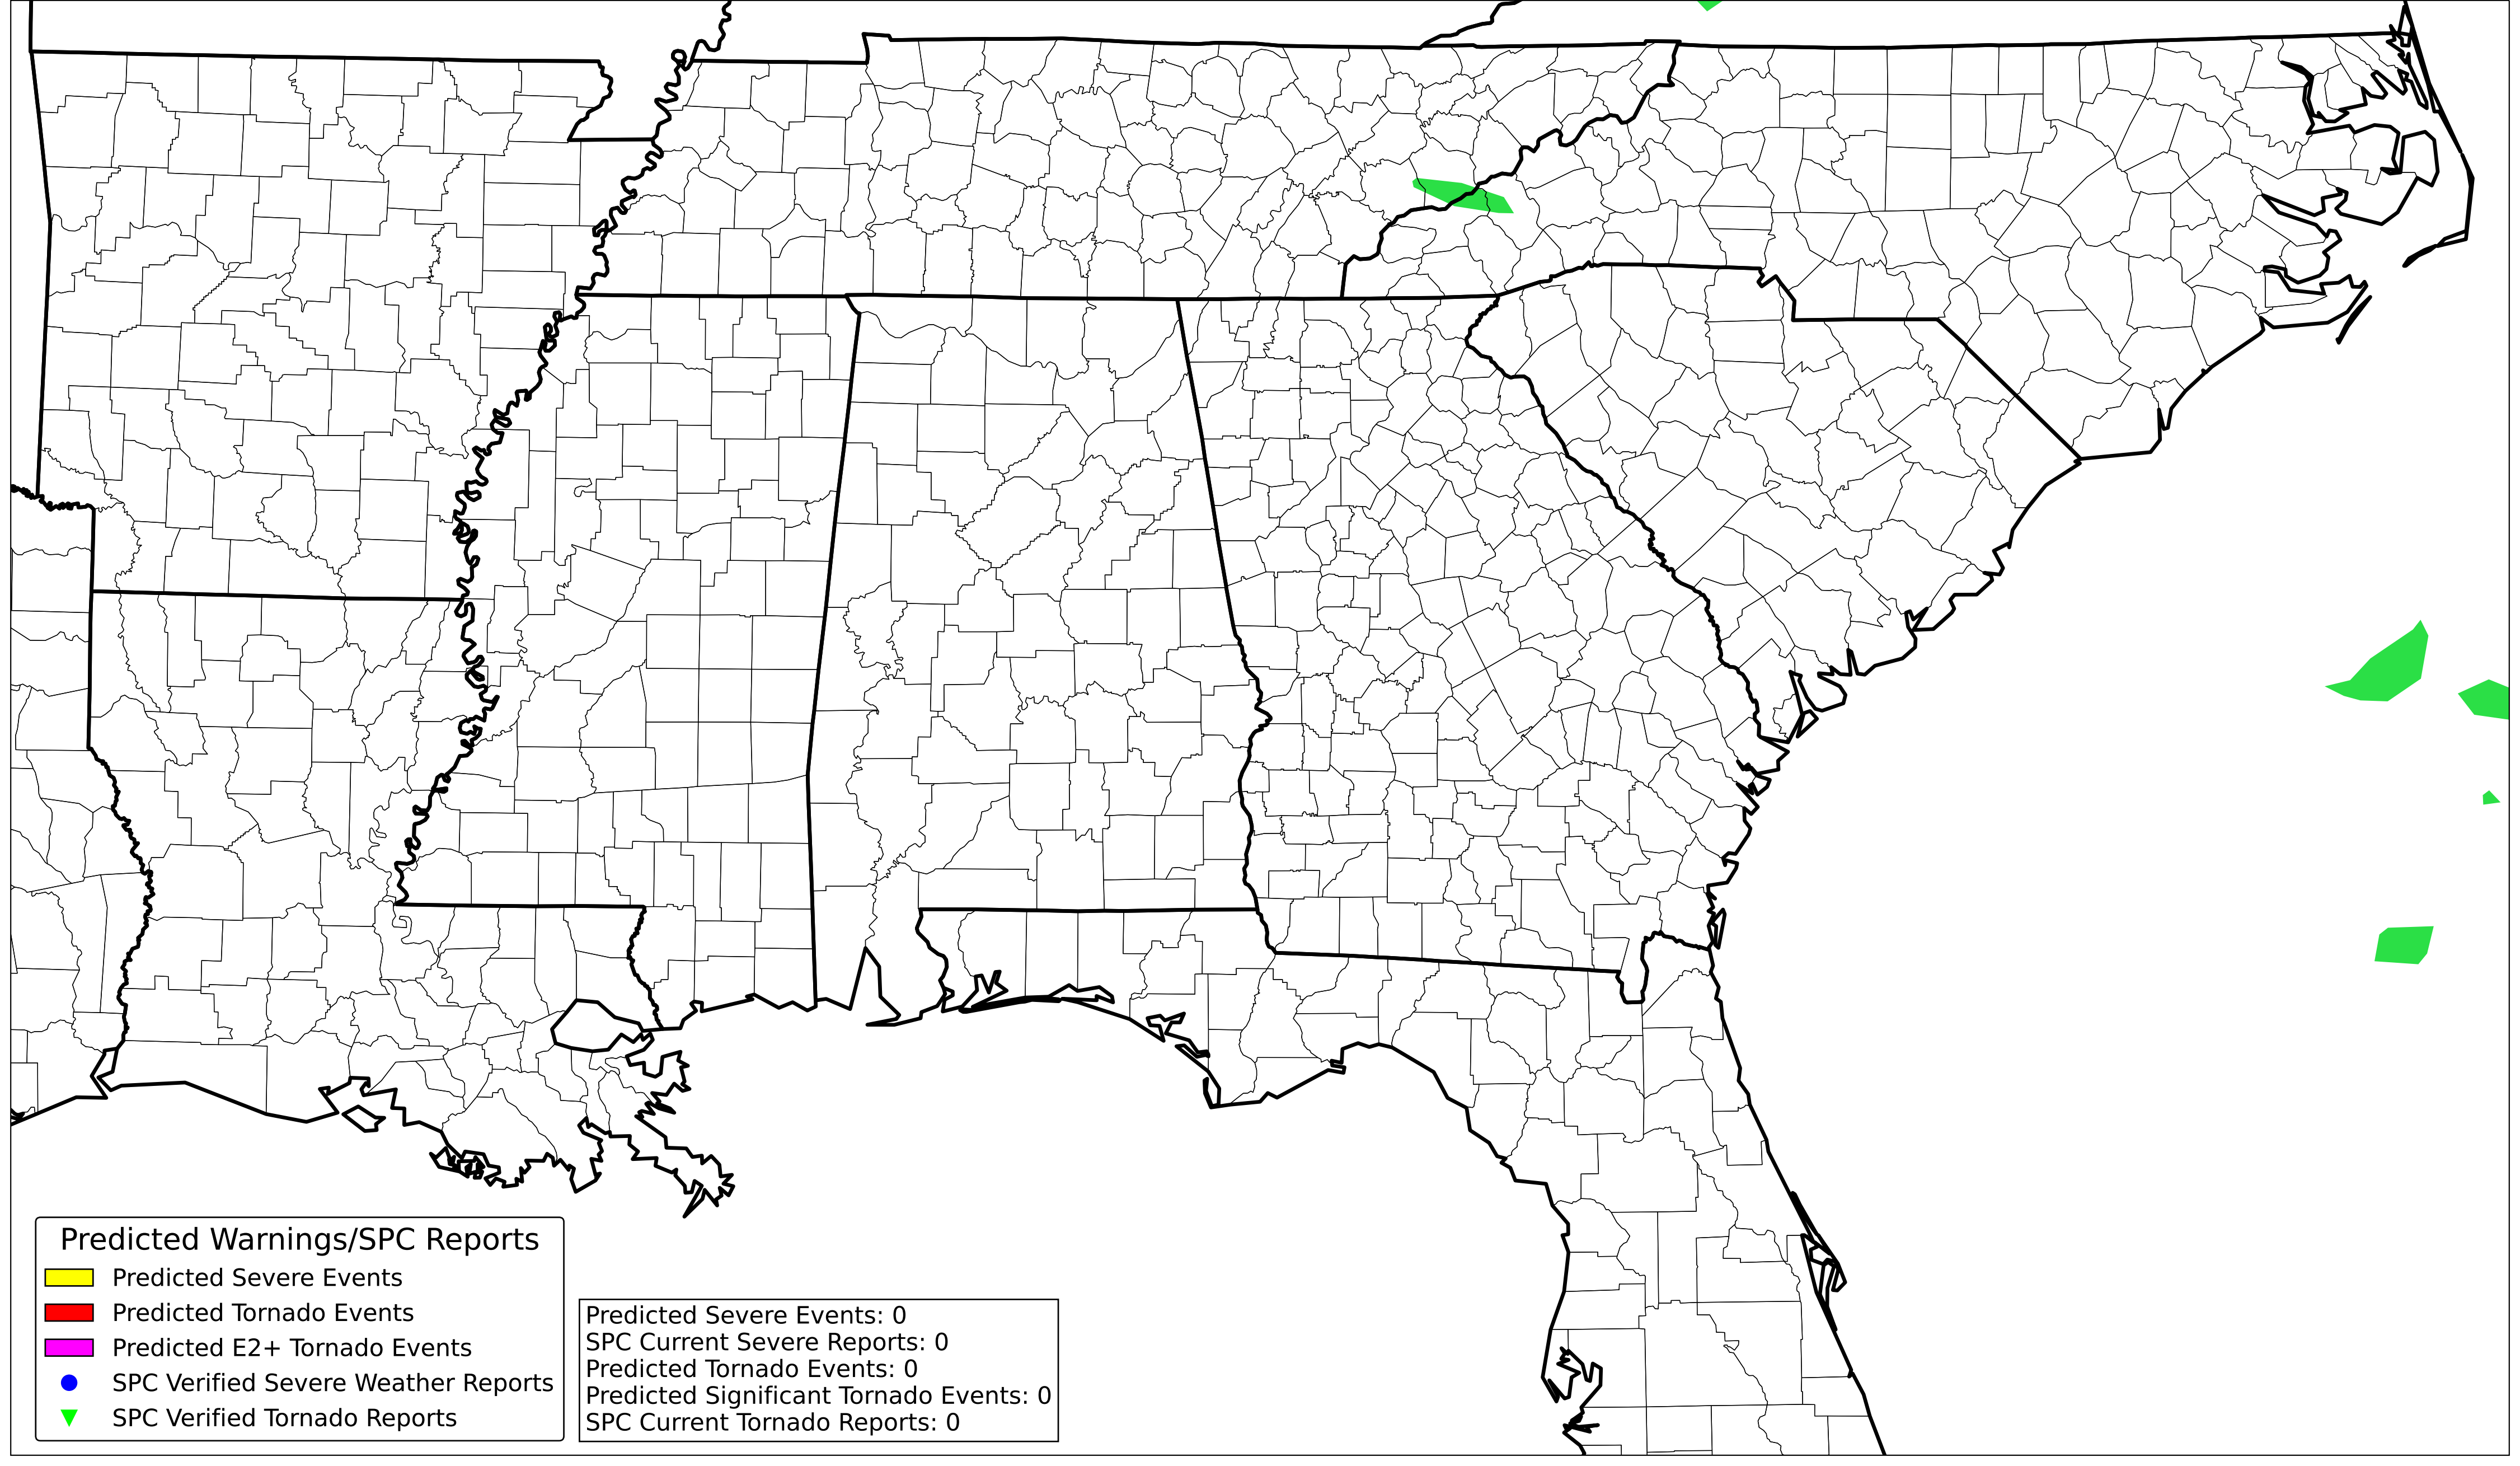 Predicted Warnings/SPC Reports
Predicted Severe Events
Predicted Tornado Events
Predicted E2+ Tornado Events
SPC Verified Severe Weather Reports
SPC Verified Tornado Reports
Predicted Severe Events: 0
SPC Current Severe Reports: 0
Predicted Tornado Events: 0
Predicted Significant Tornado Events: 0
SPC Current Tornado Reports: 0